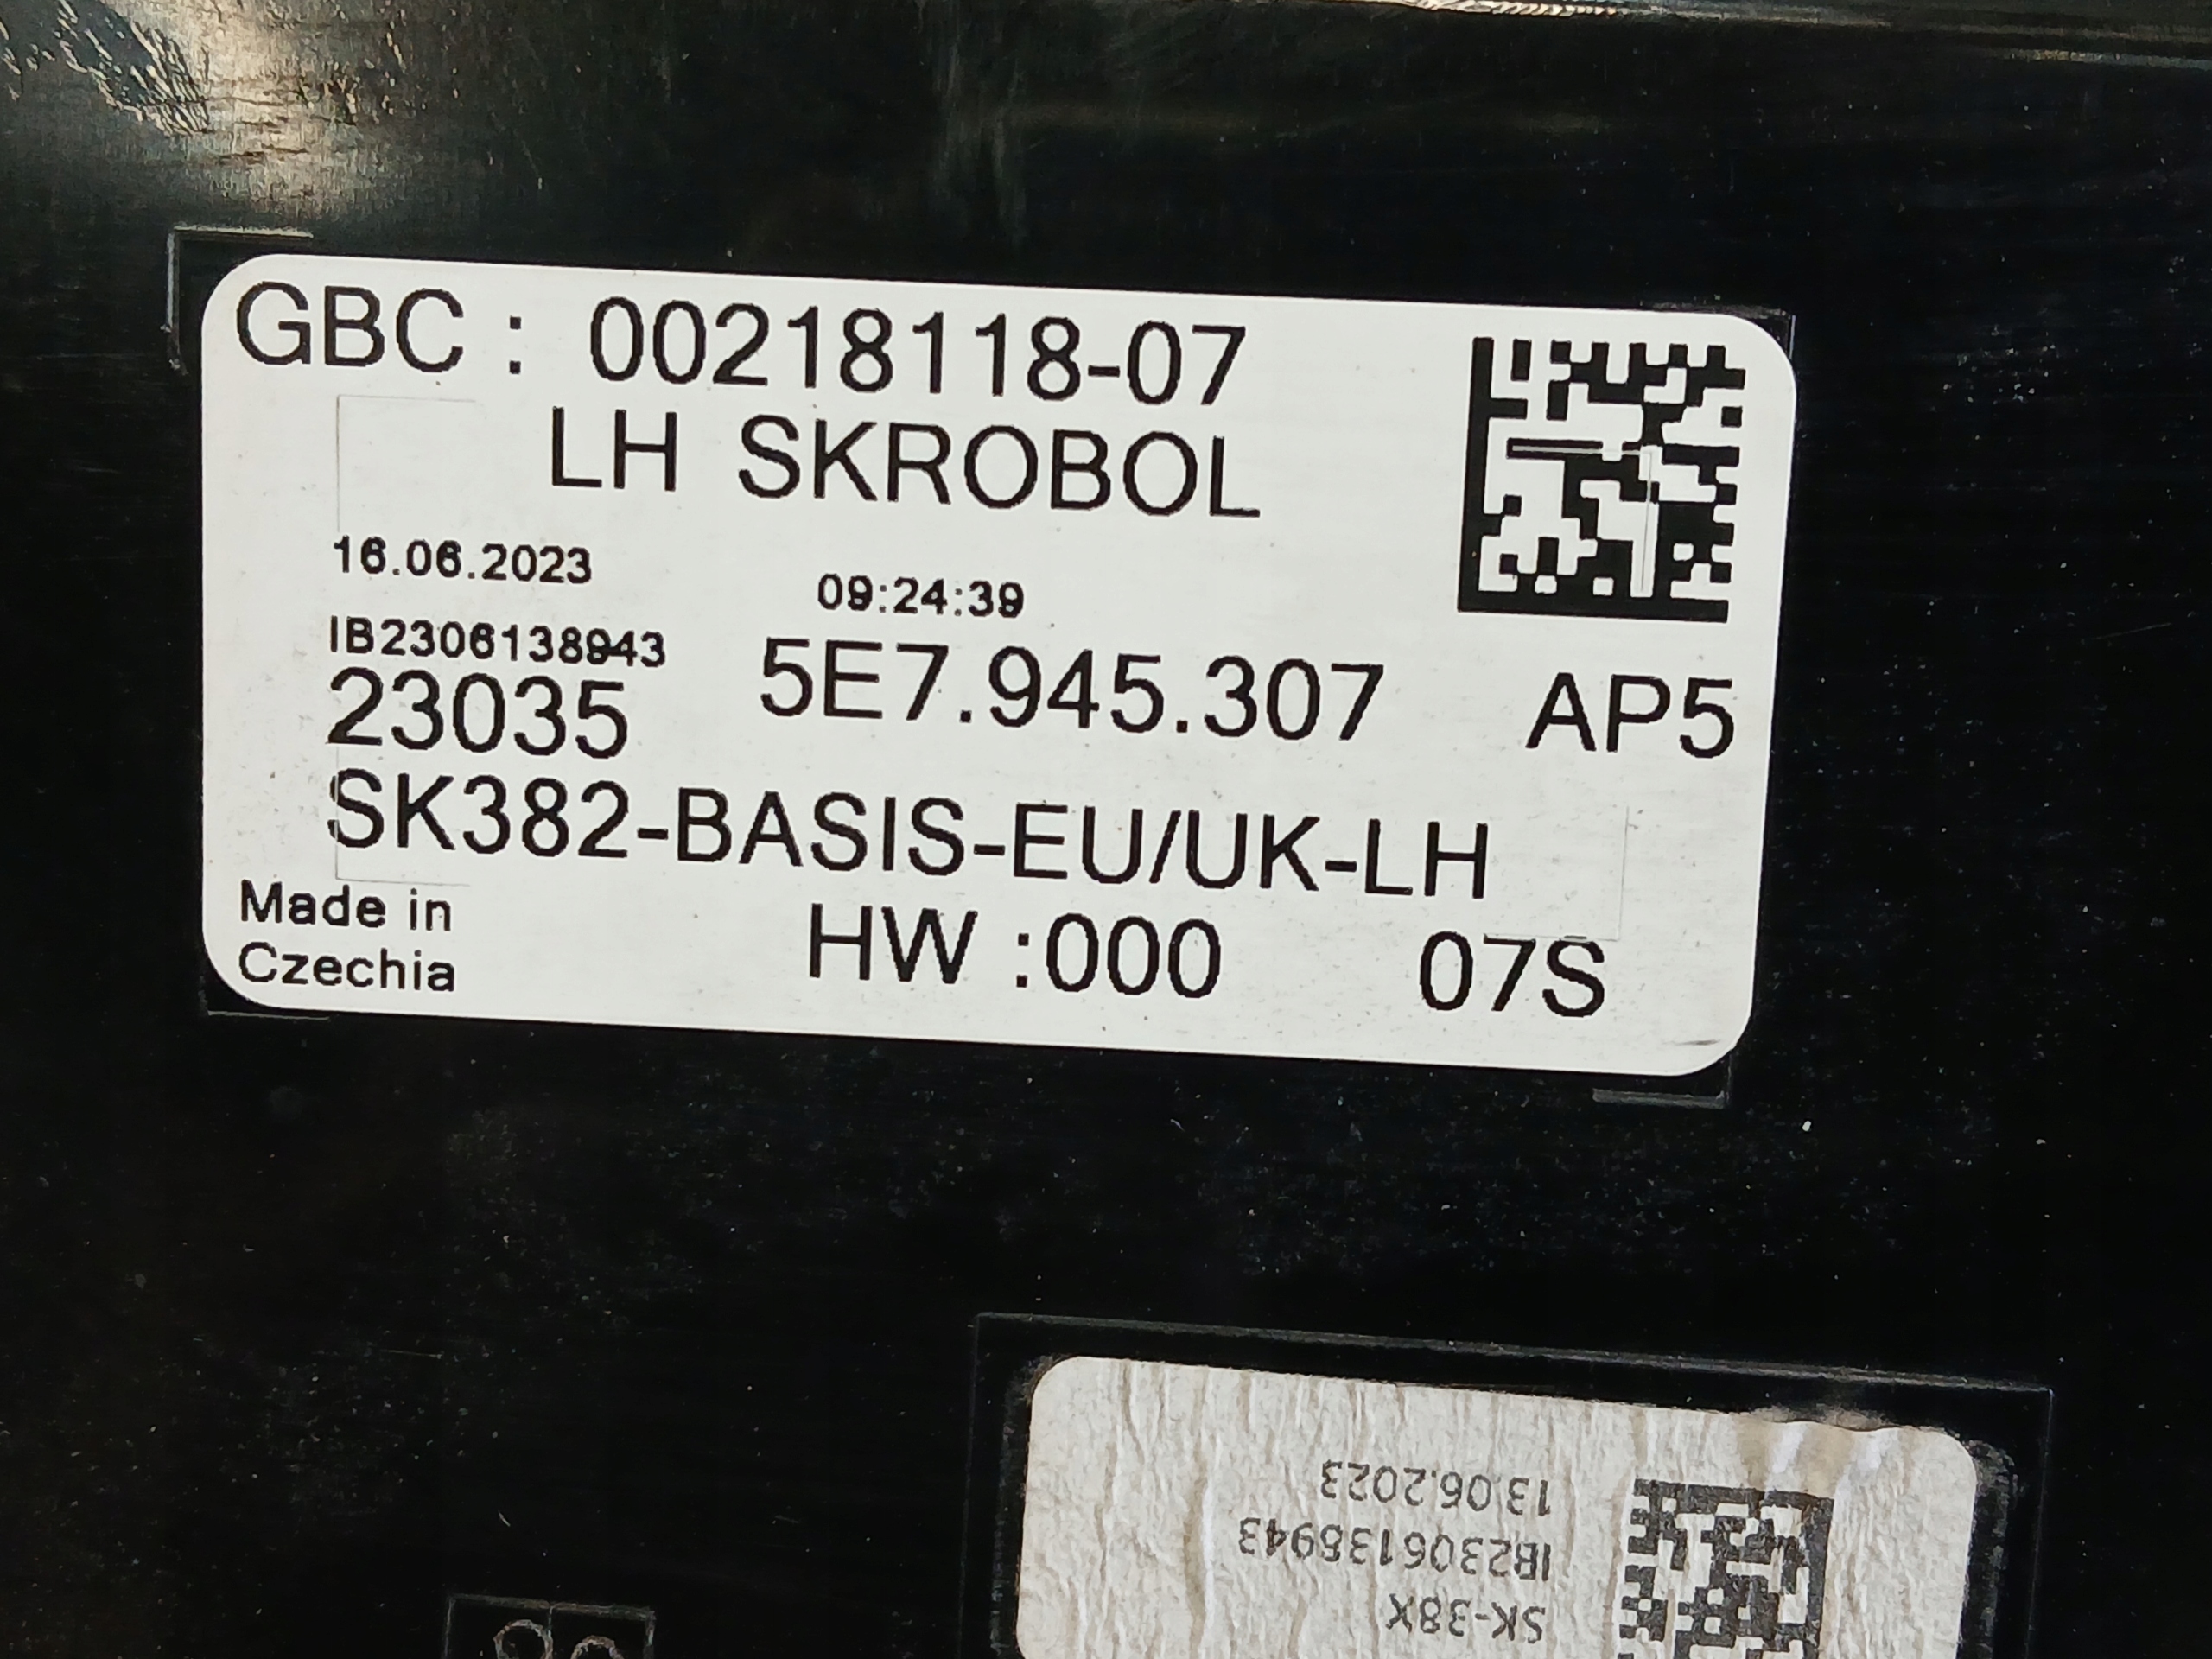 GBC : 00218118-07
LH SKROBOL
16.06.2023 09:24:39
IB2306138943
23035 5E7.945.307 AP5
SK382-BASIS-EU/UK-LH
Made in
Czechia
HW :000 07S
SK-38X
IB2306138943
13.06.2023